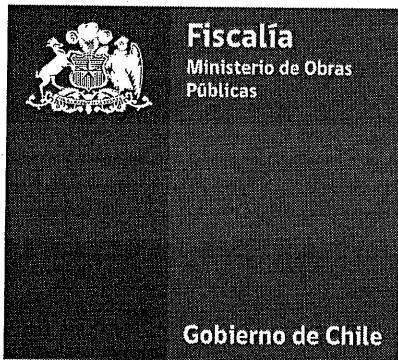 Fiscalía
Ministerio de Obras
Públicas
Gobierno de Chile